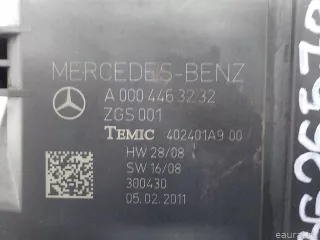 MERCEDES-BENZ
A 000 446 32 32
ZGS 001
TEMIC 402401A9 00
HW 28/08
SW 16/08
300430
05.02.2011